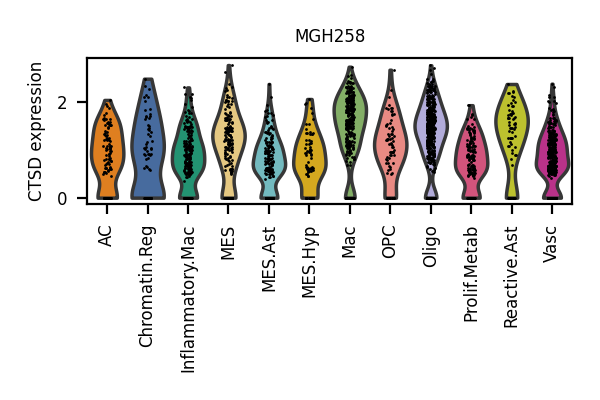 MGH258
CTSD expression
2
0
AC
Chromatin.Reg
Inflammatory.Mac
MES
MES.Ast
MES.Hyp
Mac
OPC
Oligo
Prolif.Metab
Reactive.Ast
Vasc